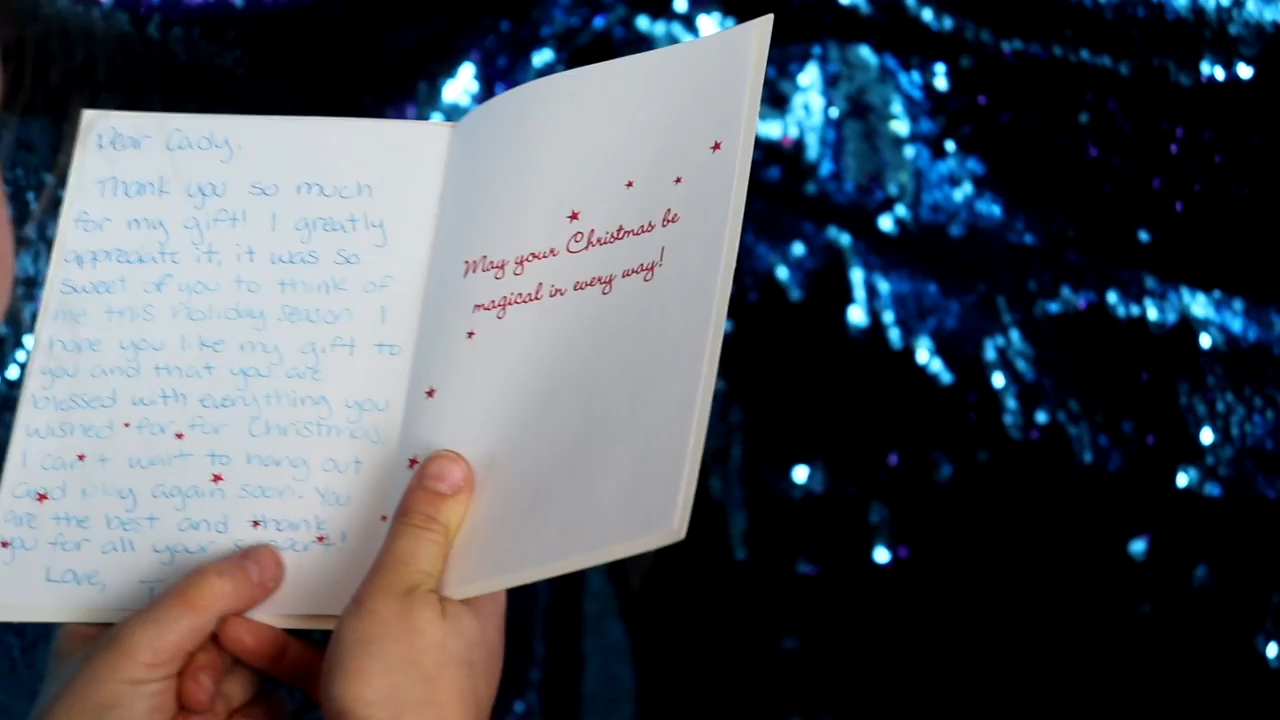 Dear Cady,
Thank you so much
for my gift! I greatly
appreciate it, it was so
sweet of you to think of
me this holiday season. I
hope you like my gift to
you and that you are
blessed with everything you
wished for for Christmas.
I can't wait to hang out
and play again soon. You
are the best and thank
you for all your support!
Love,
May your Christmas be
magical in every way!